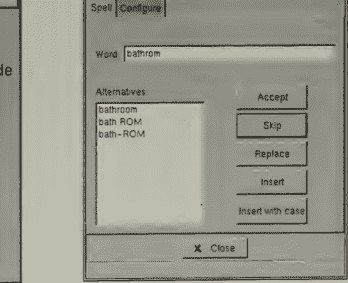 de
Spell Configure
Word bathrom
Alternatives
bathroom
bath ROM
bath-ROM
Accept
Skip
Replace
Insert
Insert with case
X Close